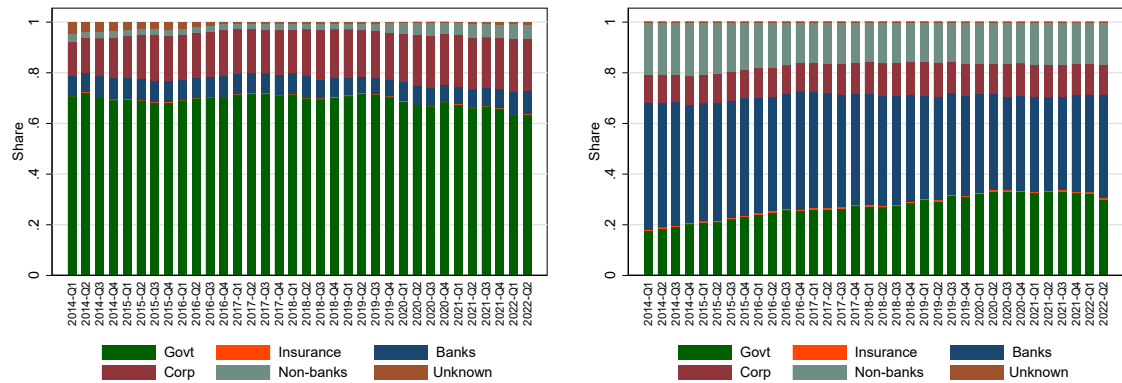 Share
1
.8
.6
.4
.2
0
2014-Q1
2014-Q2
2014-Q3
2014-Q4
2015-Q1
2015-Q2
2015-Q3
2015-Q4
2016-Q1
2016-Q2
2016-Q3
2016-Q4
2017-Q1
2017-Q2
2017-Q3
2017-Q4
2018-Q1
2018-Q2
2018-Q3
2018-Q4
2019-Q1
2019-Q2
2019-Q3
2019-Q4
2020-Q1
2020-Q2
2020-Q3
2020-Q4
2021-Q1
2021-Q2
2021-Q3
2021-Q4
2022-Q1
2022-Q2
Govt Insurance Banks
Corp Non-banks Unknown
Share
1
.8
.6
.4
.2
0
2014-Q1
2014-Q2
2014-Q3
2014-Q4
2015-Q1
2015-Q2
2015-Q3
2015-Q4
2016-Q1
2016-Q2
2016-Q3
2016-Q4
2017-Q1
2017-Q2
2017-Q3
2017-Q4
2018-Q1
2018-Q2
2018-Q3
2018-Q4
2019-Q1
2019-Q2
2019-Q3
2019-Q4
2020-Q1
2020-Q2
2020-Q3
2020-Q4
2021-Q1
2021-Q2
2021-Q3
2021-Q4
2022-Q1
2022-Q2
Govt Insurance Banks
Corp Non-banks Unknown